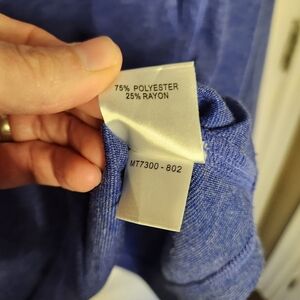 75% POLYESTER
25% RAYON
MT7300 - 802